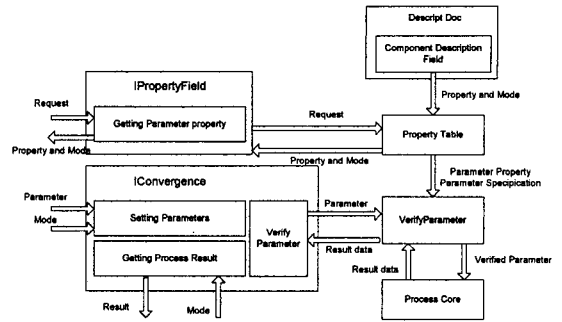 Descript Doc
Component Description
Field
IPropertyField
Request
Getting Parameter property
Property and Mode
Request
Property and Mode
Property and Mode
Property Table
Parameter Property
Parameter Specipication
IConvergence
Parameter
Mode
Setting Parameters
Getting Process Result
Verify
Parameter
Parameter
Result data
VerifyParameter
Result data
Verified Parameter
Process Core
Result
Mode